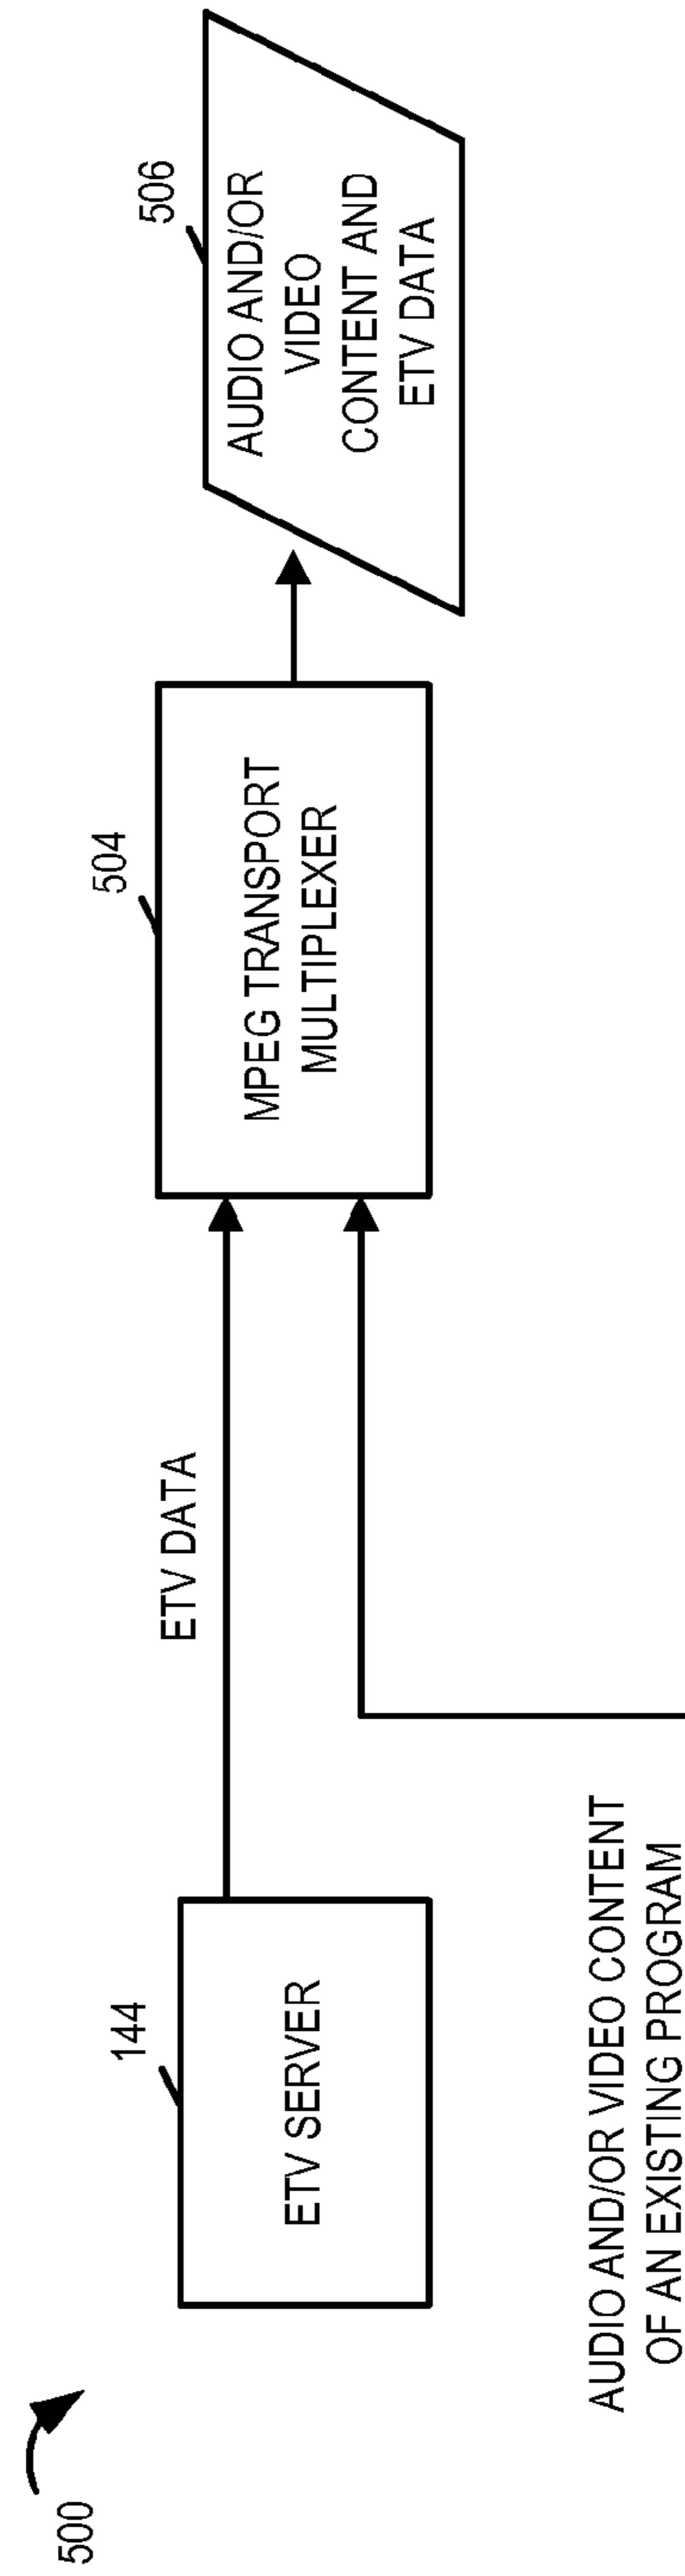 500
144
ETV SERVER
ETV DATA
AUDIO AND/OR VIDEO CONTENT
OF AN EXISTING PROGRAM
504
MPEG TRANSPORT
MULTIPLEXER
506
AUDIO AND/OR
VIDEO
CONTENT AND
ETV DATA